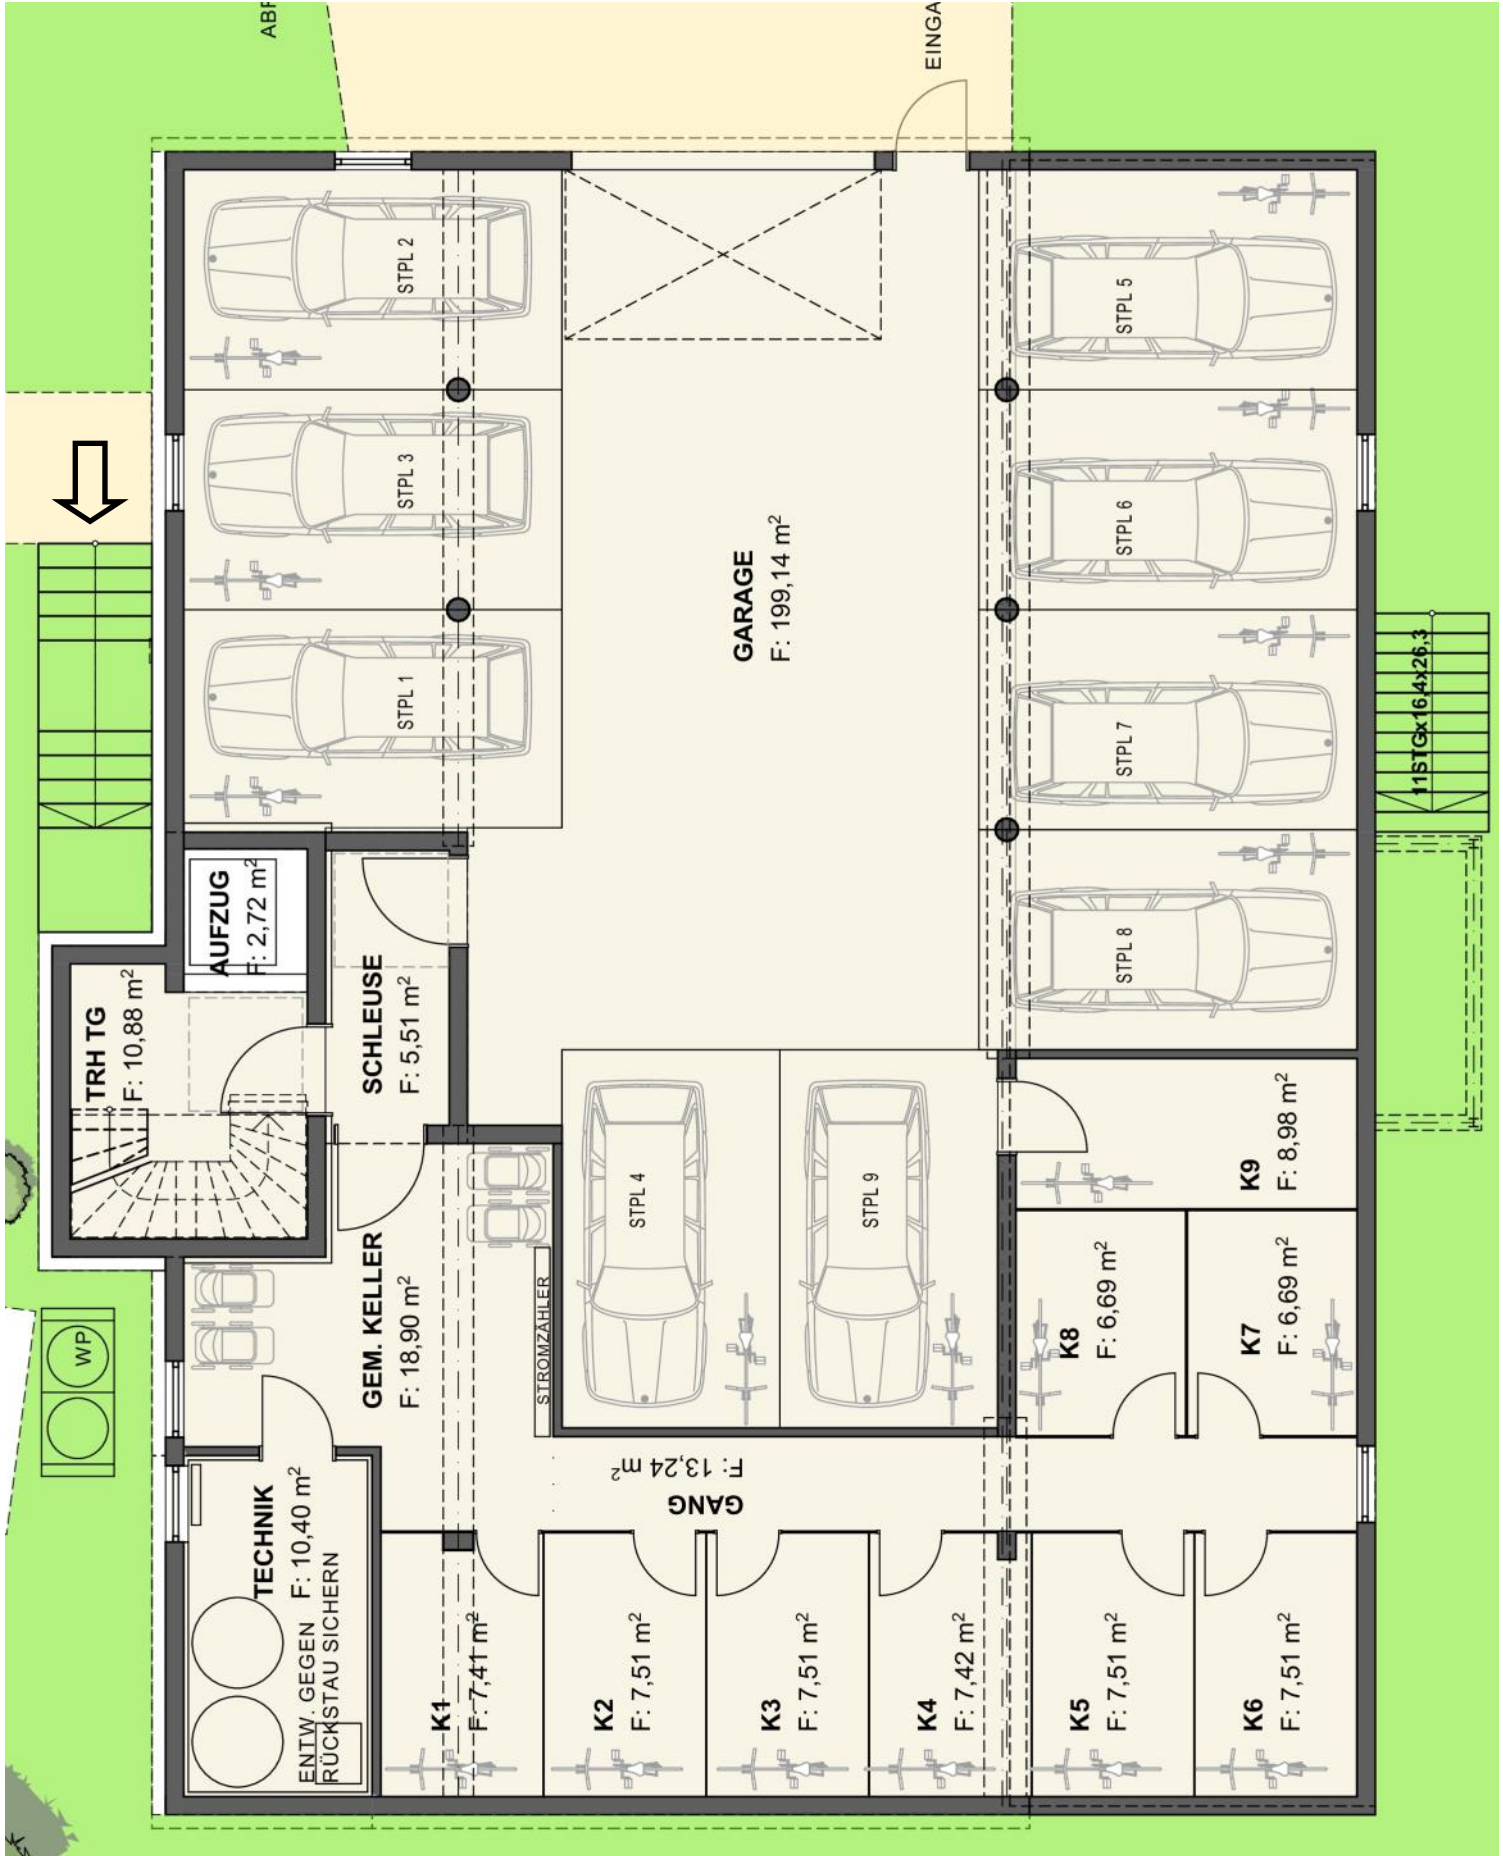 ABF
EINGA
STPL 2
STPL 3
STPL 1
STPL 5
STPL 6
STPL 7
STPL 8
GARAGE
F: 199,14 m²
11STGx16,4x26,3
AUFZUG
F: 2,72 m²
TRH TG
F: 10,88 m²
SCHLEUSE
F: 5,51 m²
STPL 4
STPL 9
K9
F: 8,98 m²
K8
F: 6,69 m²
K7
F: 6,69 m²
GEM. KELLER
F: 18,90 m²
STROMZÄHLER
WP
GANG
F: 13,24 m²
TECHNIK
F: 10,40 m²
ENTW. GEGEN
RÜCKSTAU SICHERN
K1
F: 7,41 m²
K2
F: 7,51 m²
K3
F: 7,51 m²
K4
F: 7,42 m²
K5
F: 7,51 m²
K6
F: 7,51 m²